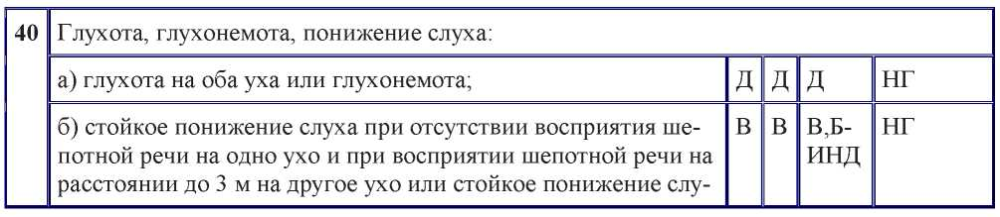 40 Глухота, глухонемота, понижение слуха:
а) глухота на оба уха или глухонемота; Д Д Д НГ
б) стойкое понижение слуха при отсутствии восприятия ше- В В В,Б- НГ
потной речи на одно ухо и при восприятии шепотной речи на ИНД
расстоянии до 3 м на другое ухо или стойкое понижение слу-